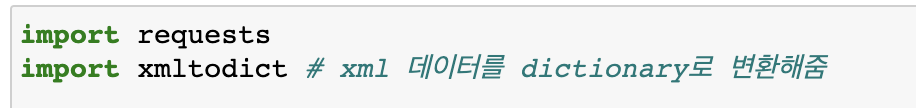 import requests
import xmltodict # xml 데이터를 dictionary로 변환해줌